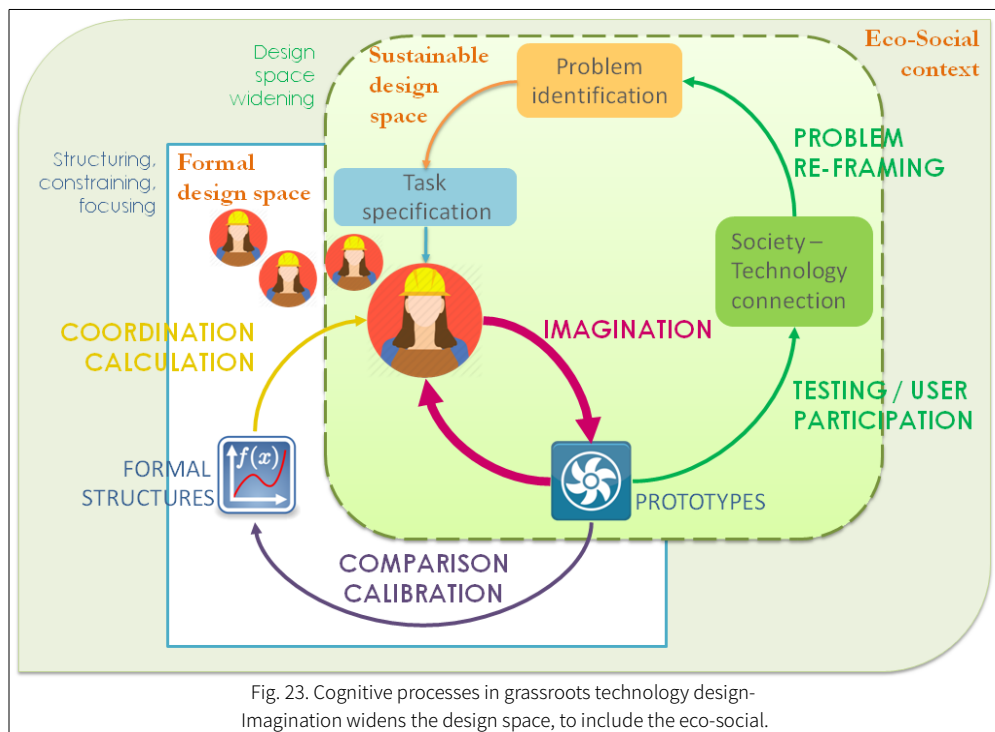 Design
space
widening
Sustainable
design
space
Problem
identification
Eco-Social
context
PROBLEM
RE-FRAMING
Structuring,
constraining,
focusing
Formal
design space
Task
specification
Society –
Technology
connection
COORDINATION
CALCULATION
IMAGINATION
TESTING / USER
PARTICIPATION
f(x)
FORMAL
STRUCTURES
PROTOTYPES
COMPARISON
CALIBRATION
Fig. 23. Cognitive processes in grassroots technology design-
Imagination widens the design space, to include the eco-social.